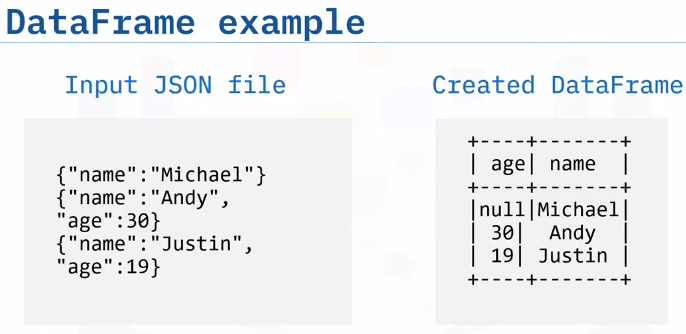 DataFrame example
Input JSON file
{"name":"Michael"}
{"name":"Andy",
"age":30}
{"name":"Justin",
"age":19}
Created DataFrame
+----+-------+
| age| name  |
+----+-------+
|null|Michael|
|  30|  Andy  |
|  19| Justin |
+----+-------+